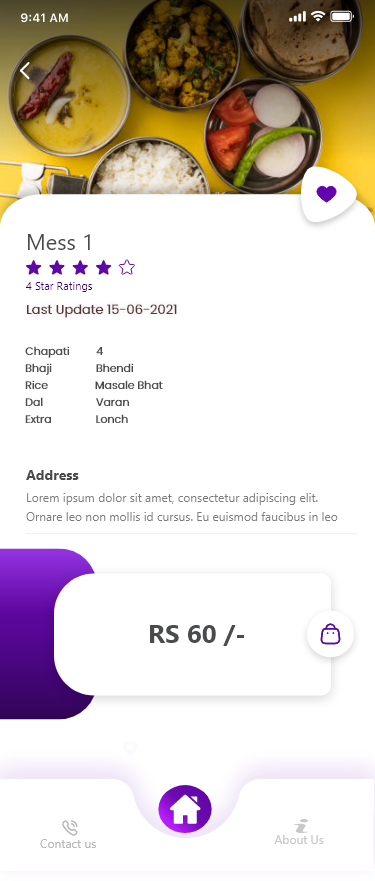 9:41 AM
Mess 1
4 Star Ratings
Last Update 15-06-2021
Chapati 4
Bhaji Bhendi
Rice Masale Bhat
Dal Varan
Extra Lonch
Address
Lorem ipsum dolor sit amet, consectetur adipiscing elit.
Ornare leo non mollis id cursus. Eu euismod faucibus in leo
RS 60 /-
Contact us
About Us